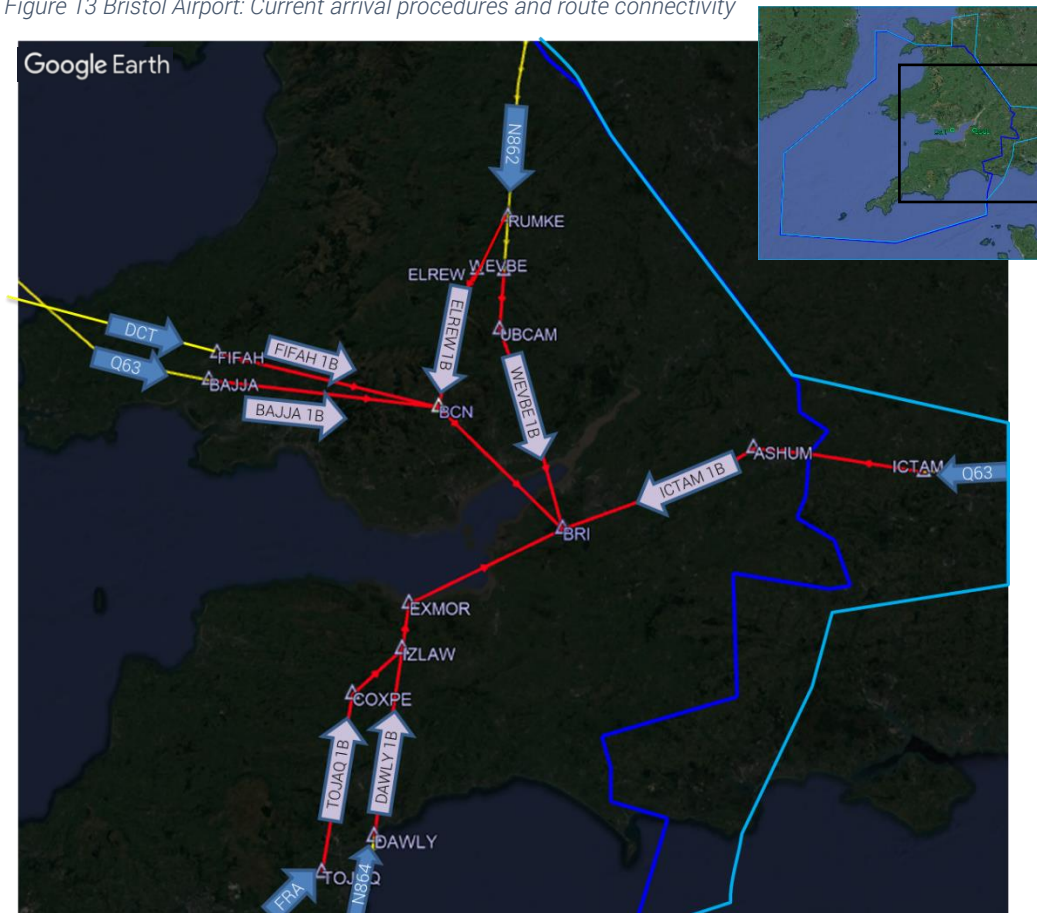 Figure 13 Bristol Airport: Current arrival procedures and route connectivity
Google Earth
N862
RUMKE
WEVBE
ELREW
ELREW 1B
UBCAM
DCT
FIFAH
FIFAH 1B
Q63
BAJJA
BAJJA 1B
BCN
WEVBE 1B
ASHUM
ICTAM
Q63
ICTAM 1B
BRI
EXMOR
IZLAW
COXPE
TOJAQ 1B
DAWLY 1B
DAWLY
TOJAQ
FRA
N864